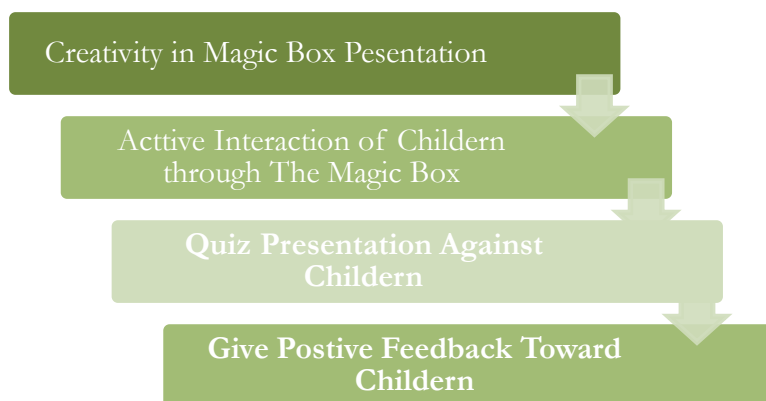 Creativity in Magic Box Pesentation
Acttive Interaction of Childern
through The Magic Box
Quiz Presentation Against
Childern
Give Postive Feedback Toward
Childern